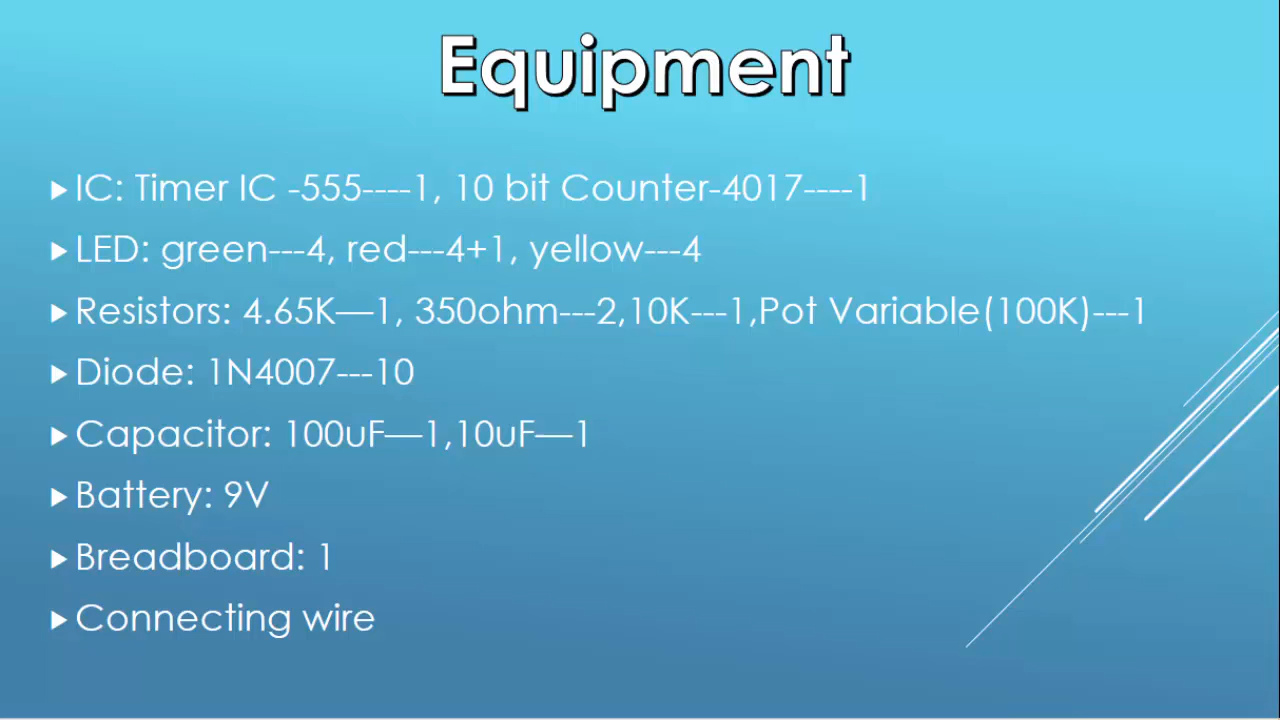 Equipment
IC: Timer IC -555----1, 10 bit Counter-4017----1
LED: green---4, red---4+1, yellow---4
Resistors: 4.65K—1, 350ohm---2,10K---1,Pot Variable(100K)---1
Diode: 1N4007---10
Capacitor: 100uF—1,10uF—1
Battery: 9V
Breadboard: 1
Connecting wire